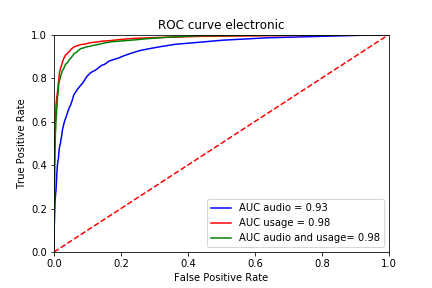 ROC curve electronic
1.0
0.8
0.6
0.4
0.2
0.0
True Positive Rate
AUC audio = 0.93
AUC usage = 0.98
AUC audio and usage= 0.98
0.0 0.2 0.4 0.6 0.8 1.0
False Positive Rate